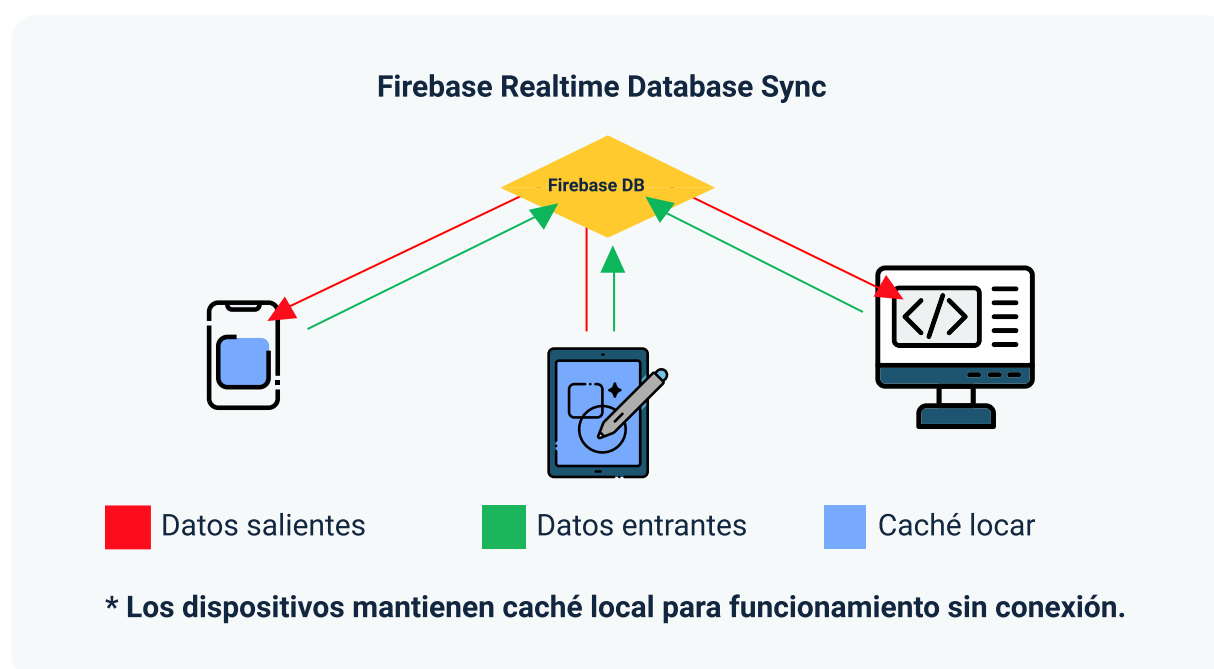 Firebase Realtime Database Sync
Firebase DB
</>
Datos salientes
Datos entrantes
Caché locar
* Los dispositivos mantienen caché local para funcionamiento sin conexión.